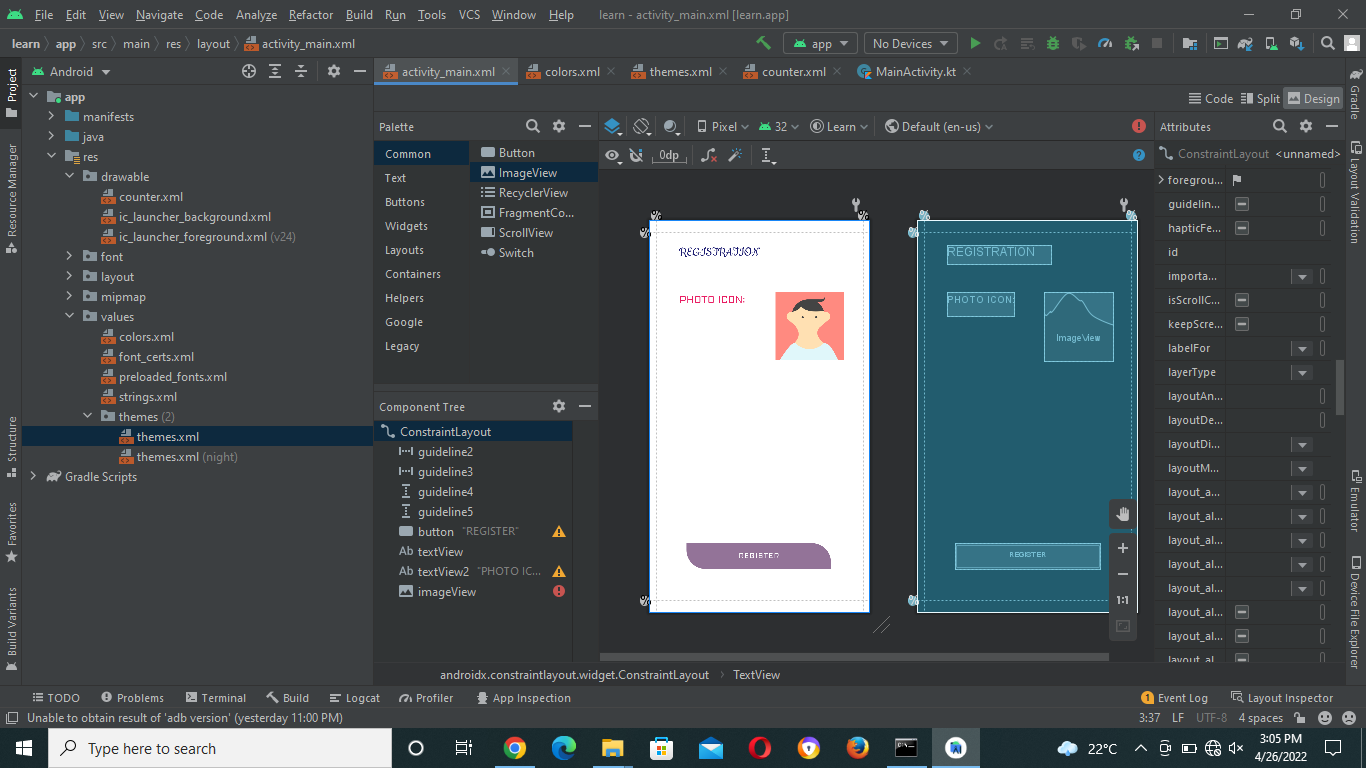 File Edit View Navigate Code Analyze Refactor Build Run Tools VCS Window Help learn - activity_main.xml [learn.app]
learn app src main res layout activity_main.xml
app No Devices
Android
activity_main.xml colors.xml themes.xml counter.xml MainActivity.kt
Code Split Design
Project
Resource Manager
Structure
Favorites
Build Variants
app
manifests
java
res
drawable
counter.xml
ic_launcher_background.xml
ic_launcher_foreground.xml (v24)
font
layout
mipmap
values
colors.xml
font_certs.xml
preloaded_fonts.xml
strings.xml
themes (2)
themes.xml
themes.xml (night)
Gradle Scripts
Palette
Common
Text
Buttons
Widgets
Layouts
Containers
Helpers
Google
Legacy
Button
ImageView
RecyclerView
FragmentCo...
ScrollView
Switch
Component Tree
ConstraintLayout
guideline2
guideline3
guideline4
guideline5
button "REGISTER"
Ab textView
Ab textView2 "PHOTO IC...
imageView
Pixel 32 Learn Default (en-us)
0dp
REGISTRATION
PHOTO ICON:
REGISTER
REGISTRATION
PHOTO ICON:
ImageView
REGISTER
1:1
Attributes
ConstraintLayout <unnamed>
foregrou...
guidelin...
hapticFe...
id
importa...
isScrollC...
keepScre...
labelFor
layerType
layoutAn...
layoutDe...
layoutDi...
layoutM...
layout_a...
layout_al...
layout_al...
layout_al...
layout_al...
layout_al...
layout_al...
layout_al...
Gradle
Layout Validation
Emulator
Device File Explorer
androidx.constraintlayout.widget.ConstraintLayout TextView
TODO Problems Terminal Build Logcat Profiler App Inspection 1 Event Log Layout Inspector
Unable to obtain result of 'adb version' (yesterday 11:00 PM) 3:37 LF UTF-8 4 spaces
Type here to search
22°C
3:05 PM
4/26/2022